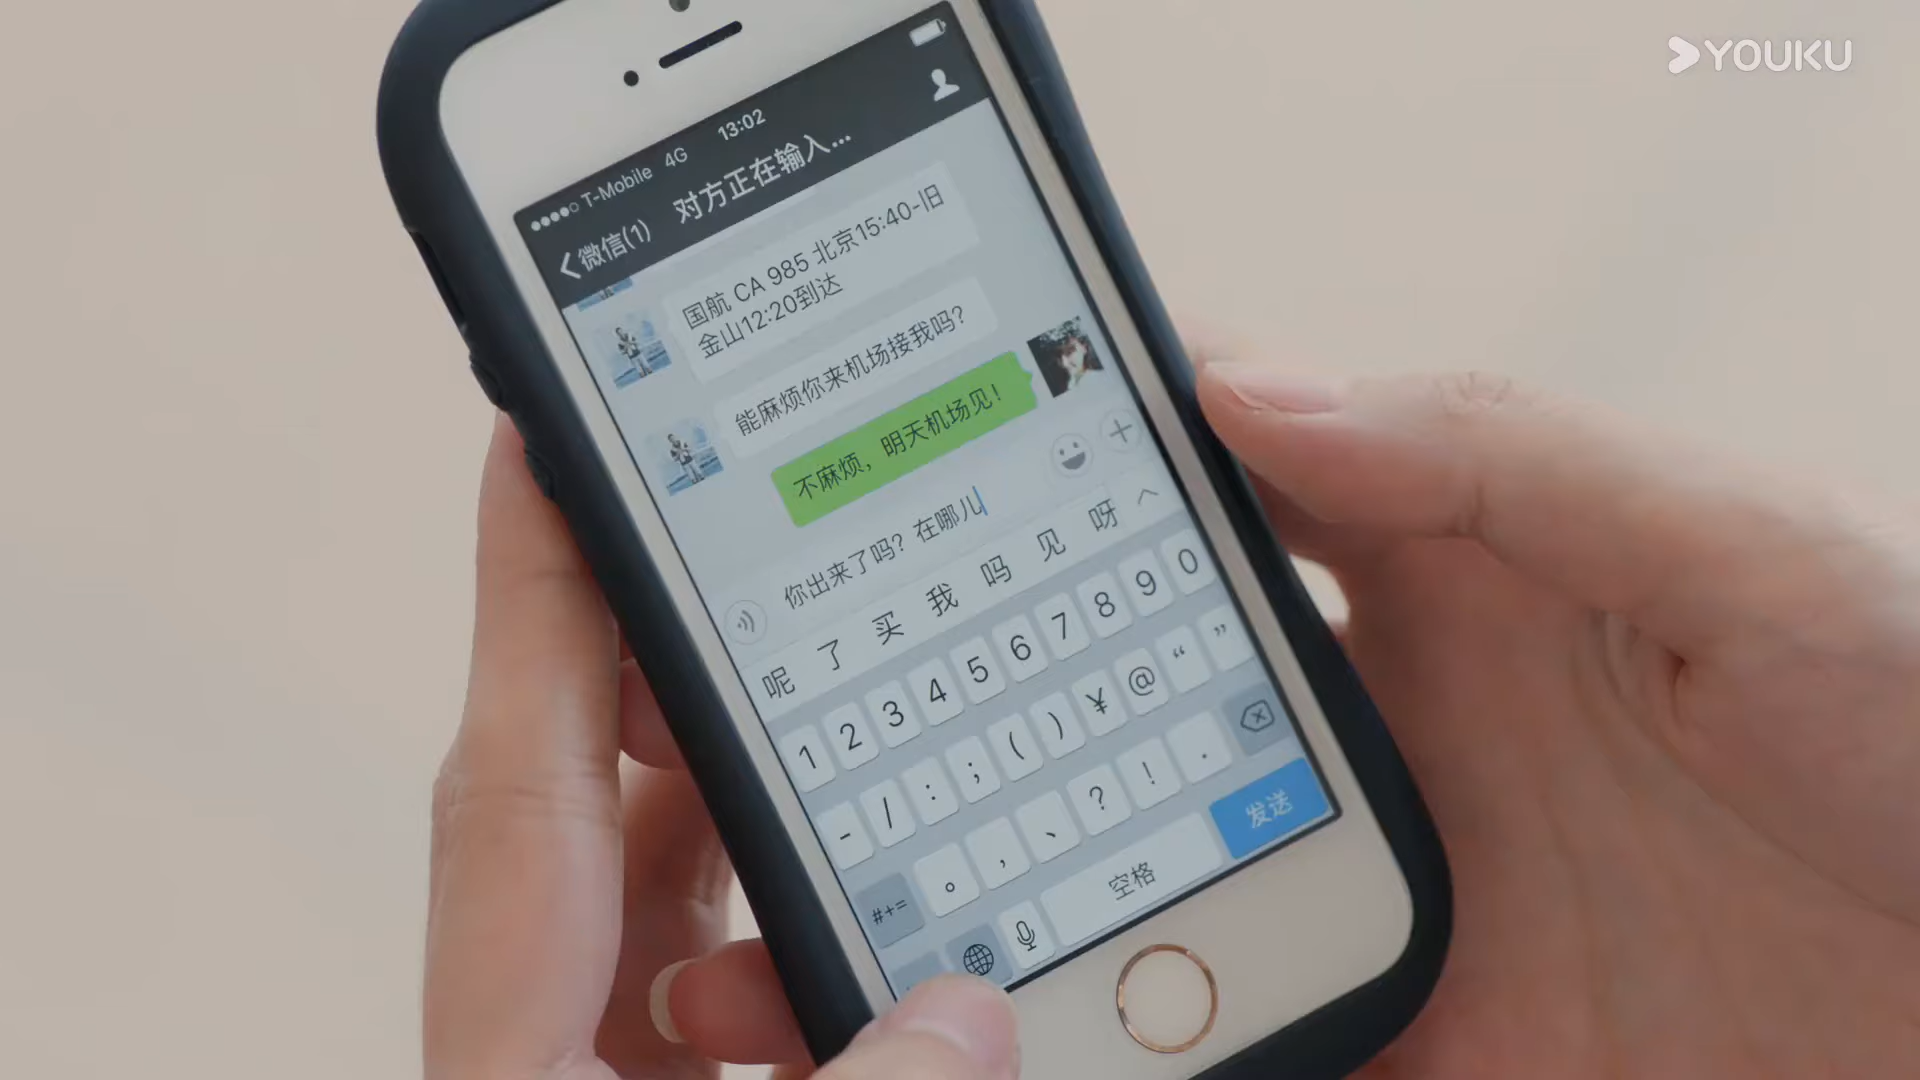 YOUKU
T-Mobile 4G 13:02
微信(1) 对方正在输入...
国航 CA 985 北京15:40-旧
金山12:20到达
能麻烦你来机场接我吗?
不麻烦，明天机场见！
你出来了吗? 在哪儿
呢 了 买 我 吗 见 呀
1 2 3 4 5 6 7 8 9 0
- / : ; ( ) ¥ @ “ ”
#+= 。 , 、 ? ! .
空格 发送